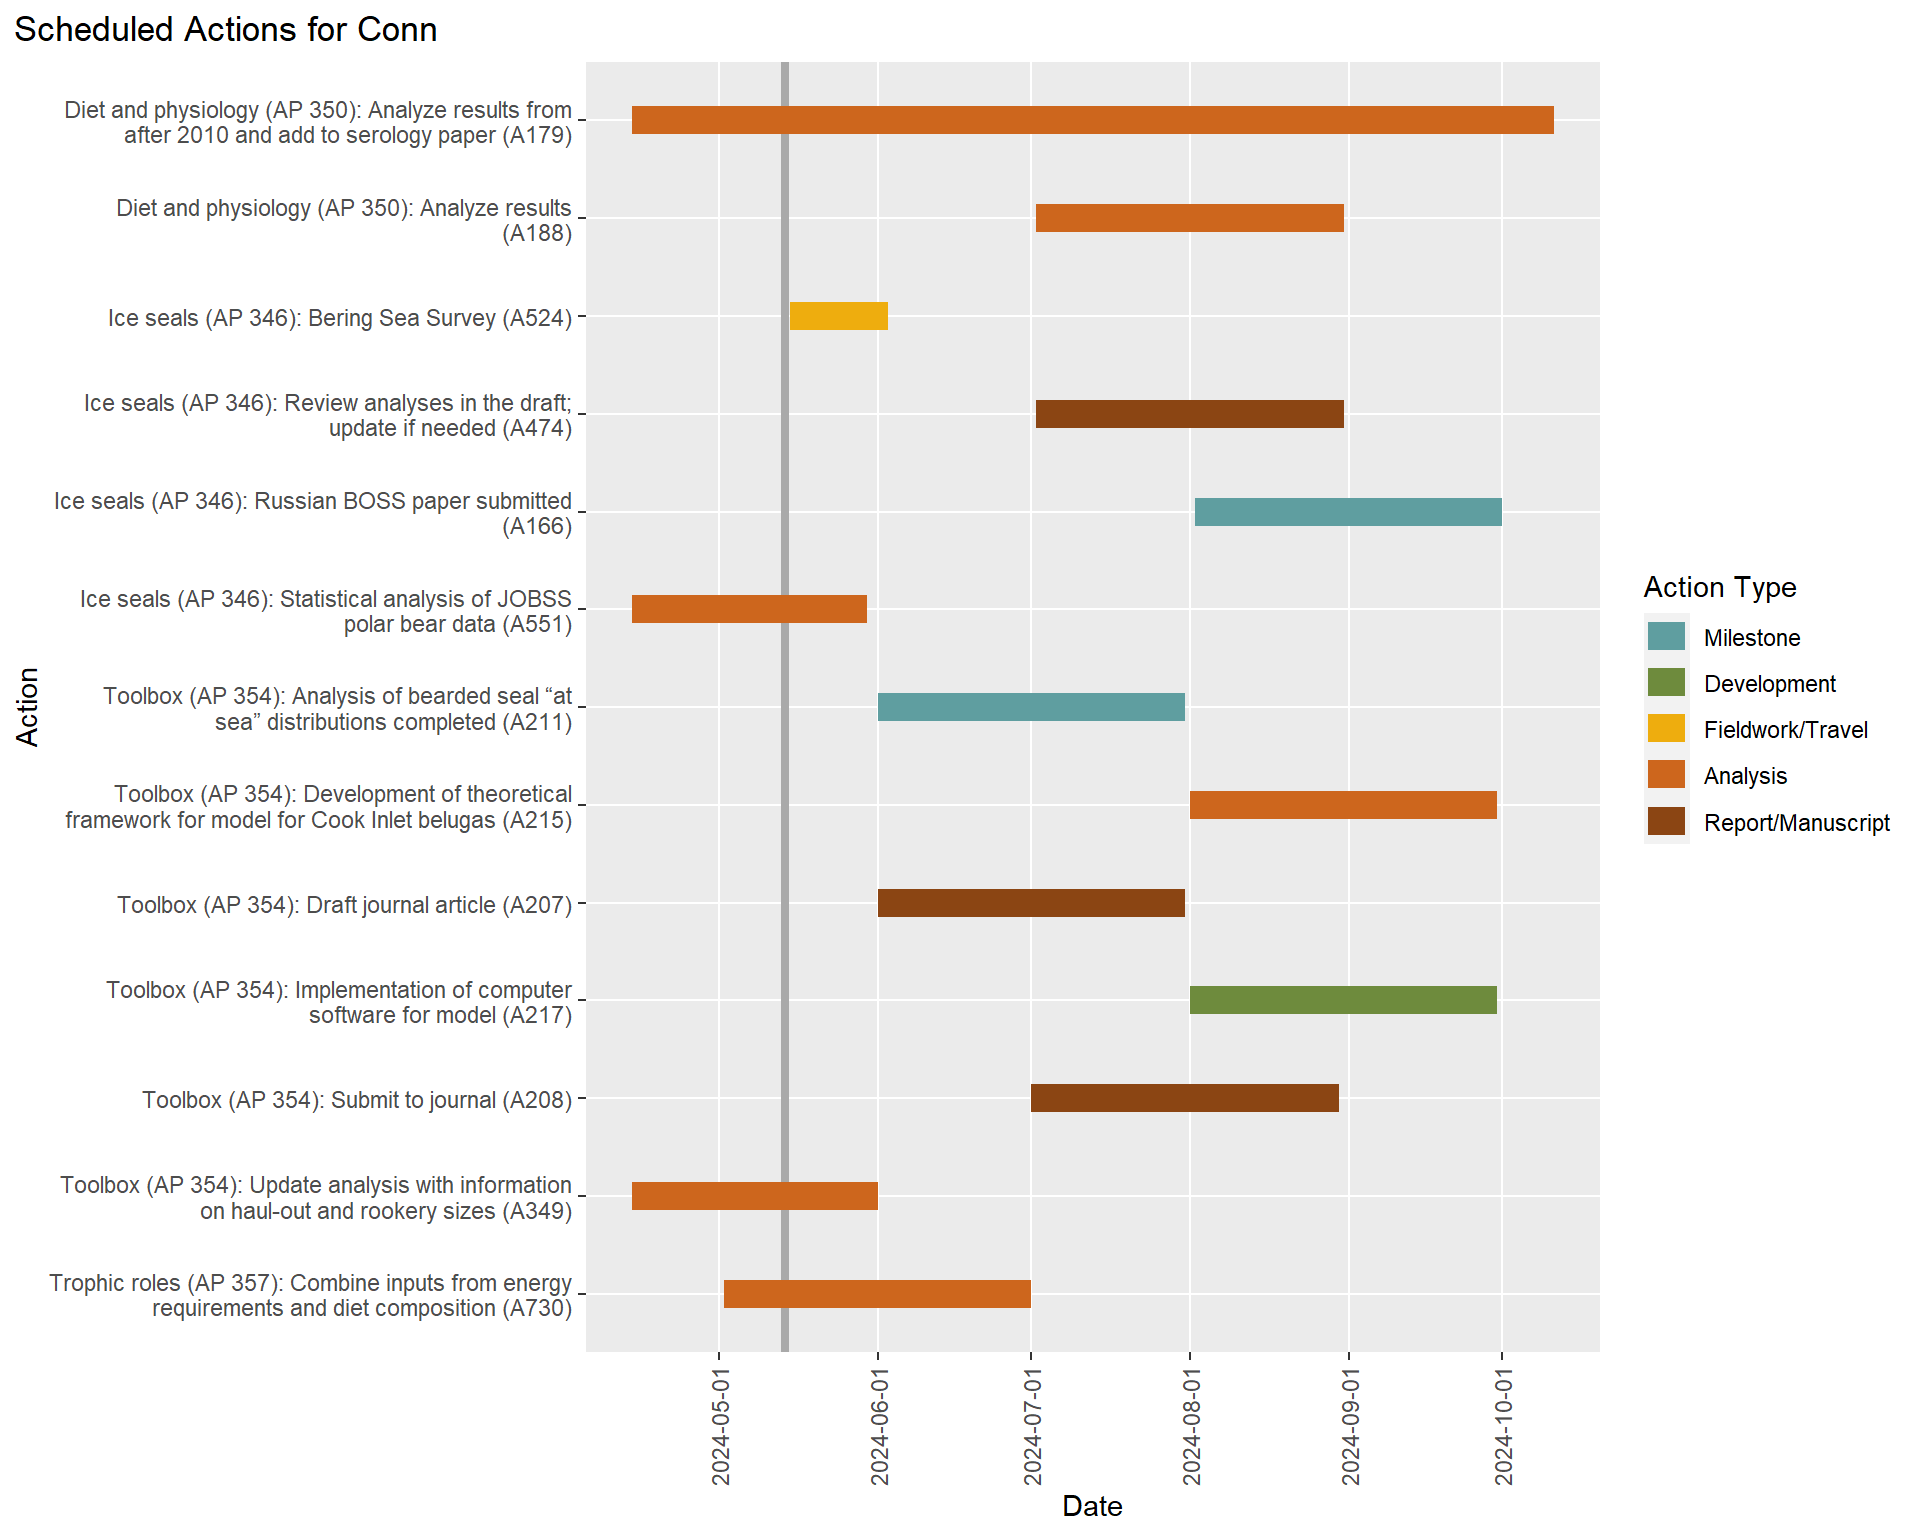 Scheduled Actions for Conn
Diet and physiology (AP 350): Analyze results from
after 2010 and add to serology paper (A179)
Diet and physiology (AP 350): Analyze results
(A188)
Ice seals (AP 346): Bering Sea Survey (A524)
Ice seals (AP 346): Review analyses in the draft;
update if needed (A474)
Ice seals (AP 346): Russian BOSS paper submitted
(A166)
Ice seals (AP 346): Statistical analysis of JOBSS
polar bear data (A551)
Toolbox (AP 354): Analysis of bearded seal “at
sea” distributions completed (A211)
Toolbox (AP 354): Development of theoretical
framework for model for Cook Inlet belugas (A215)
Toolbox (AP 354): Draft journal article (A207)
Toolbox (AP 354): Implementation of computer
software for model (A217)
Toolbox (AP 354): Submit to journal (A208)
Toolbox (AP 354): Update analysis with information
on haul-out and rookery sizes (A349)
Trophic roles (AP 357): Combine inputs from energy
requirements and diet composition (A730)
Action
2024-05-01
2024-06-01
2024-07-01
2024-08-01
2024-09-01
2024-10-01
Date
Action Type
Milestone
Development
Fieldwork/Travel
Analysis
Report/Manuscript